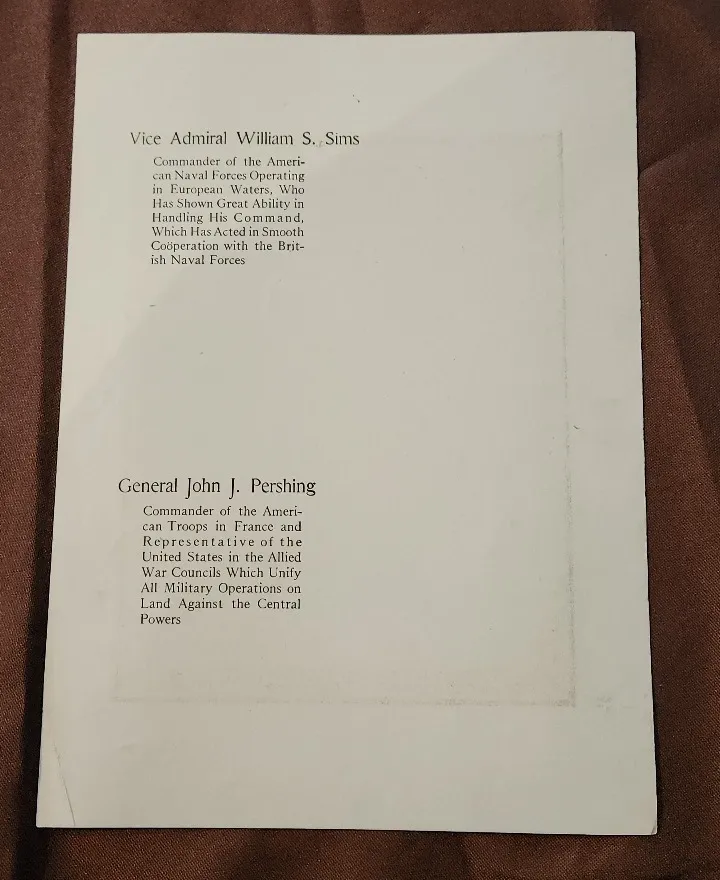 Vice Admiral William S. Sims
Commander of the Ameri-
can Naval Forces Operating
in European Waters, Who
Has Shown Great Ability in
Handling His Command,
Which Has Acted in Smooth
Coöperation with the Brit-
ish Naval Forces
General John J. Pershing
Commander of the Ameri-
can Troops in France and
Representative of the
United States in the Allied
War Councils Which Unify
All Military Operations on
Land Against the Central
Powers